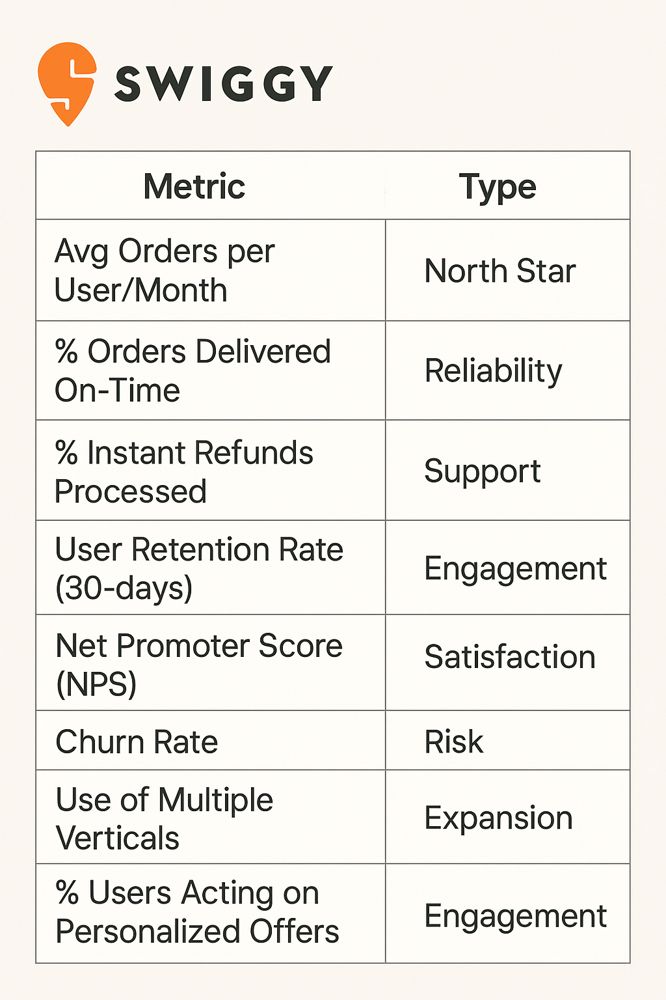 SWIGGY
Metric Type
Avg Orders per
User/Month
North Star
% Orders Delivered
On-Time
Reliability
% Instant Refunds
Processed
Support
User Retention Rate
(30-days)
Engagement
Net Promoter Score
(NPS)
Satisfaction
Churn Rate
Risk
Use of Multiple
Verticals
Expansion
% Users Acting on
Personalized Offers
Engagement